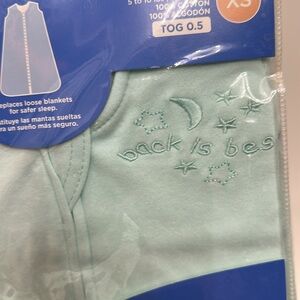 5 to 10
XS
100% COTTON
100% ALGODÓN
TOG 0.5
eplaces loose blankets
for safer sleep.
stituye las mantas sueltas
ra un sueño más seguro.
back is bes